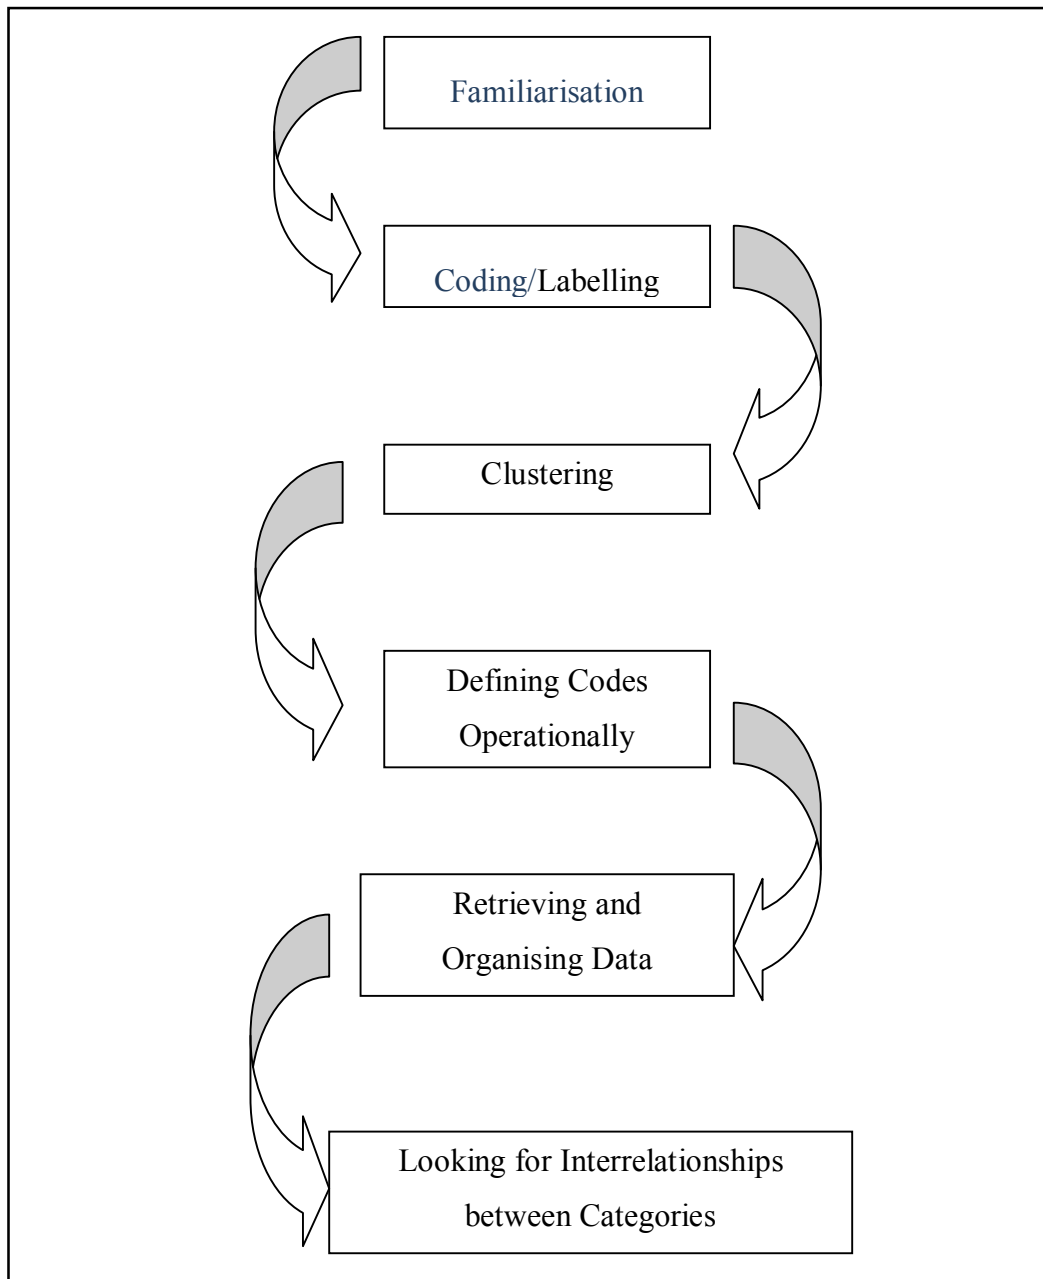 Familiarisation
Coding/Labelling
Clustering
Defining Codes
Operationally
Retrieving and
Organising Data
Looking for Interrelationships
between Categories